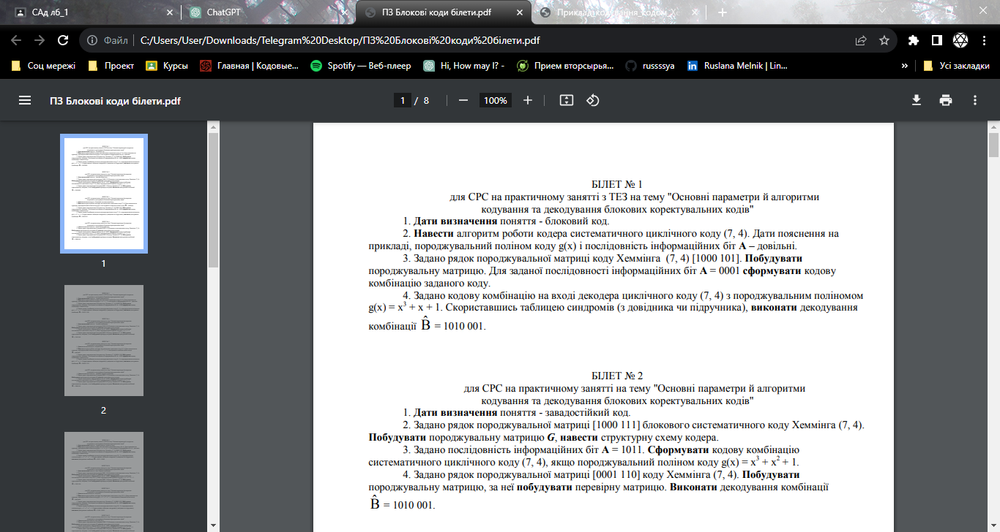 САд лб_1
ChatGPT
ПЗ Блокові коди білети.pdf
Приклад кодування_кодом_Хе
Файл
C:/Users/User/Downloads/Telegram%20Desktop/ПЗ%20Блокові%20коди%20білети.pdf
Соц мережі
Проект
Курсы
Главная | Кодовые...
Spotify — Веб-плеер
Hi, How may I? -
Прием вторсырья...
russssya
Ruslana Melnik | Lin...
»
Усі закладки
ПЗ Блокові коди білети.pdf
1 / 8
100%
1
2
БІЛЕТ № 1
для СРС на практичному занятті з ТЕЗ на тему "Основні параметри й алгоритми
кодування та декодування блокових коректувальних кодів"
1. Дати визначення поняття - блоковий код.
2. Навести алгоритм роботи кодера систематичного циклічного коду (7, 4). Дати пояснення на
прикладі, породжувальний поліном коду g(x) і послідовність інформаційних біт А – довільні.
3. Задано рядок породжувальної матриці коду Хеммінга (7, 4) [1000 101]. Побудувати
породжувальну матрицю. Для заданої послідовності інформаційних біт А = 0001 сформувати кодову
комбінацію заданого коду.
4. Задано кодову комбінацію на вході декодера циклічного коду (7, 4) з породжувальним поліномом
g(x) = x³ + x + 1. Скориставшись таблицею синдромів (з довідника чи підручника), виконати декодування
комбінації B̂ = 1010 001.
БІЛЕТ № 2
для СРС на практичному занятті на тему "Основні параметри й алгоритми
кодування та декодування блокових коректувальних кодів"
1. Дати визначення поняття - завадостійкий код.
2. Задано рядок породжувальної матриці [1000 111] блокового систематичного коду Хеммінга (7, 4).
Побудувати породжувальну матрицю G, навести структурну схему кодера.
3. Задано послідовність інформаційних біт А = 1011. Сформувати кодову комбінацію
систематичного циклічного коду (7, 4), якщо породжувальний поліном коду g(x) = x³ + x² + 1.
4. Задано рядок породжувальної матриці [0001 110] коду Хеммінга (7, 4). Побудувати
породжувальну матрицю, за неї побудувати перевірну матрицю. Виконати декодування комбінації
B̂ = 1010 001.